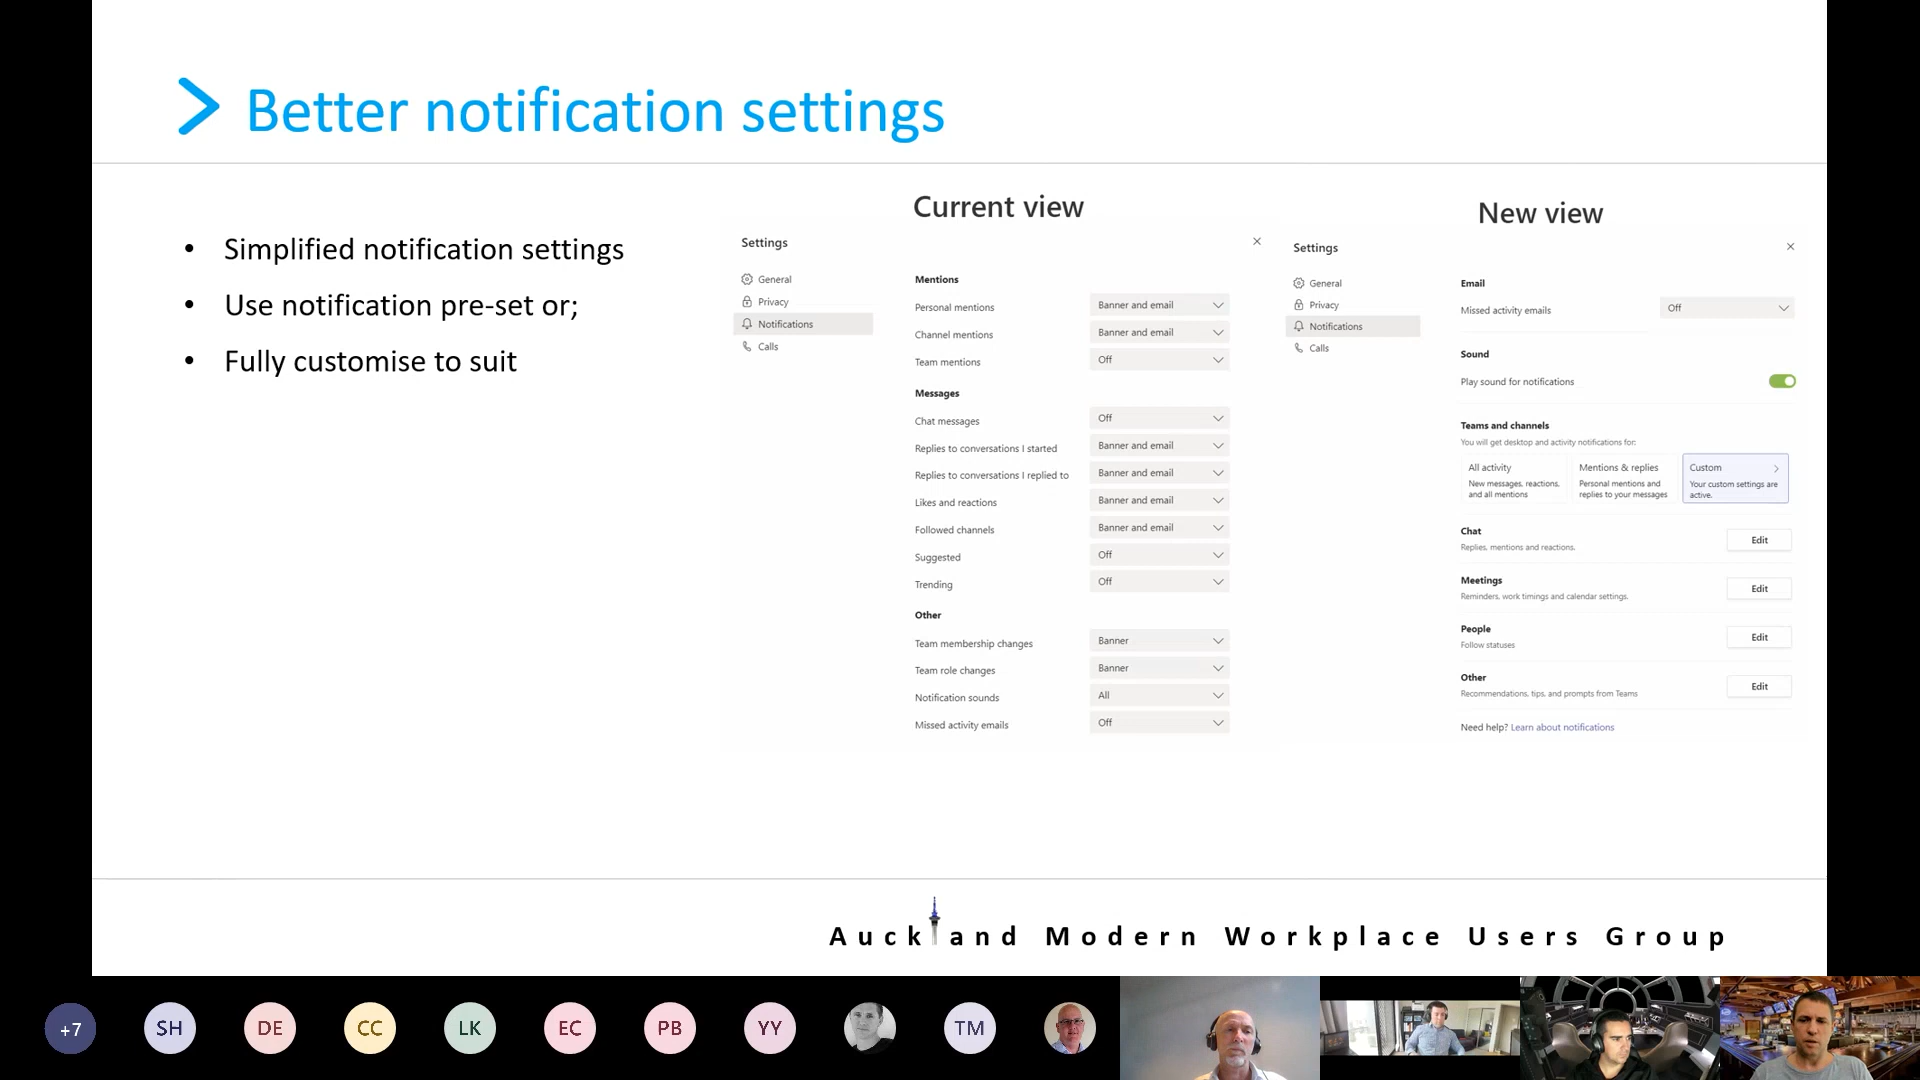 Better notification settings
• Simplified notification settings
• Use notification pre-set or;
• Fully customise to suit
Current view
Settings
General
Privacy
Notifications
Calls
Mentions
Personal mentions Banner and email
Channel mentions Banner and email
Team mentions Off
Messages
Chat messages Off
Replies to conversations I started Banner and email
Replies to conversations I replied to Banner and email
Likes and reactions Banner and email
Followed channels Banner and email
Suggested Off
Trending Off
Other
Team membership changes Banner
Team role changes Banner
Notification sounds All
Missed activity emails Off
New view
Settings
General
Privacy
Notifications
Calls
Email
Missed activity emails Off
Sound
Play sound for notifications
Teams and channels
You will get desktop and activity notifications for:
All activity
New messages, reactions,
and all mentions
Mentions & replies
Personal mentions and
replies to your messages
Custom
Your custom settings are
active.
Chat
Replies, mentions and reactions.
Edit
Meetings
Reminders, work timings and calendar settings.
Edit
People
Follow statuses
Edit
Other
Recommendations, tips, and prompts from Teams
Edit
Need help? Learn about notifications
Auckland Modern Workplace Users Group
+7 SH DE CC LK EC PB YY TM